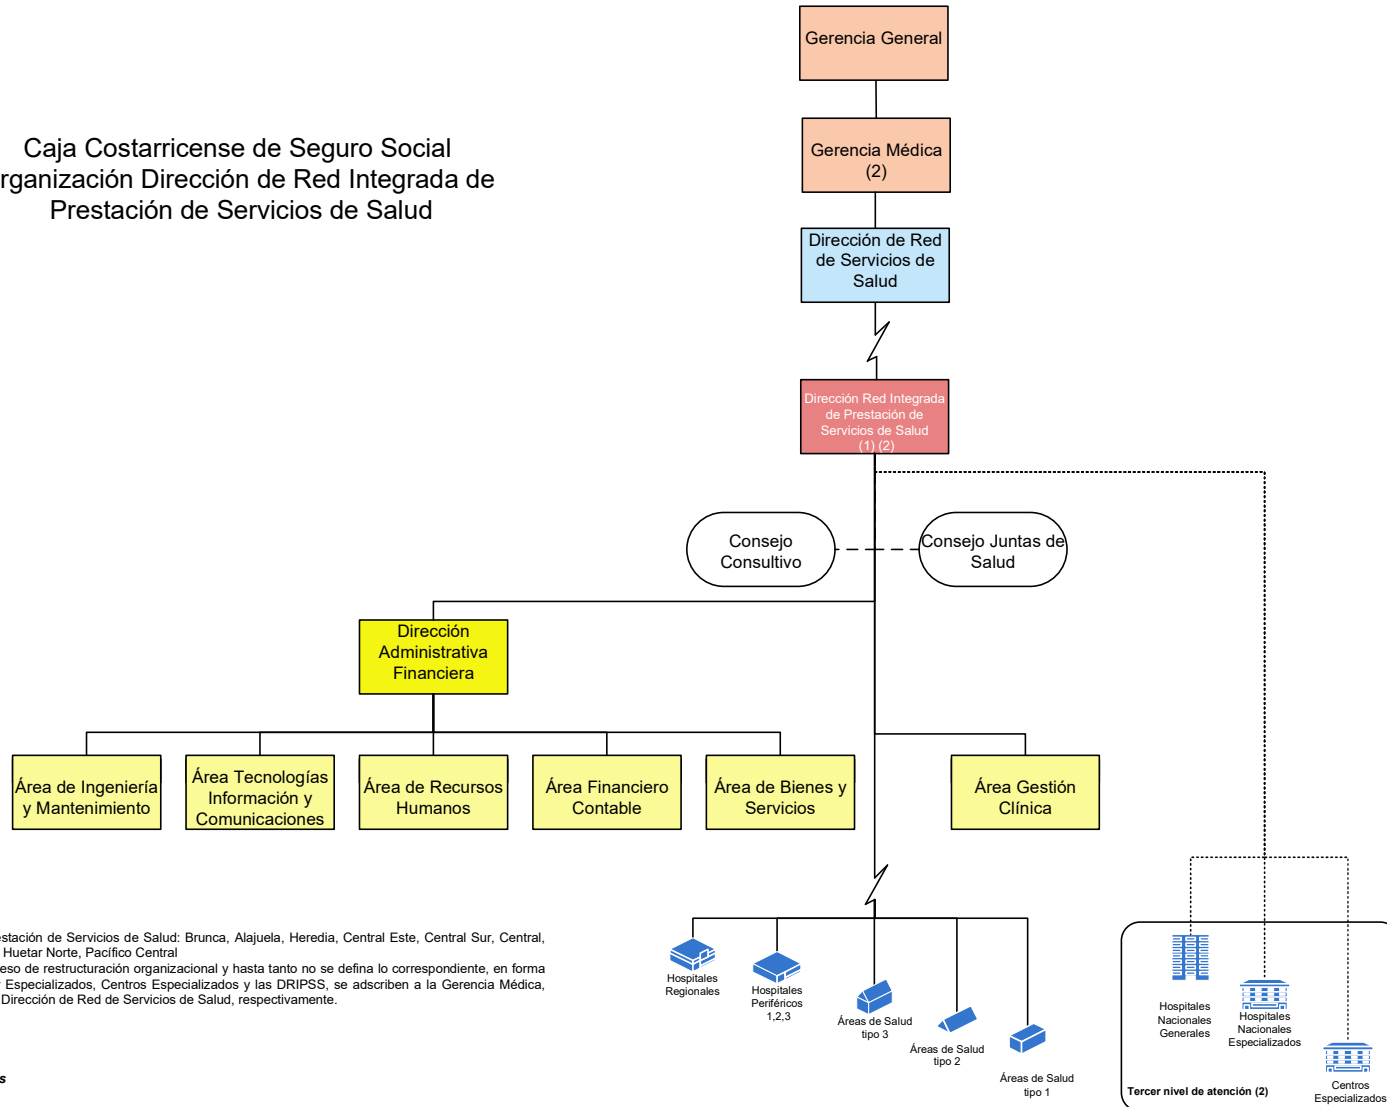 Gerencia General
Gerencia Médica
(2)
Caja Costarricense de Seguro Social
rganización Dirección de Red Integrada de
Prestación de Servicios de Salud
Dirección de Red
de Servicios de
Salud
Dirección Red Integrada
de Prestación de
Servicios de Salud
(1) (2)
Consejo
Consultivo
Consejo Juntas de
Salud
Dirección
Administrativa
Financiera
Área de Ingeniería
y Mantenimiento
Área Tecnologías
Información y
Comunicaciones
Área de Recursos
Humanos
Área Financiero
Contable
Área de Bienes y
Servicios
Área Gestión
Clínica
estación de Servicios de Salud: Brunca, Alajuela, Heredia, Central Este, Central Sur, Central,
Huetar Norte, Pacífico Central
eso de restructuración organizacional y hasta tanto no se defina lo correspondiente, en forma
Especializados, Centros Especializados y las DRIPSS, se adscriben a la Gerencia Médica,
Dirección de Red de Servicios de Salud, respectivamente.
s
Hospitales
Regionales
Hospitales
Periféricos
1,2,3
Áreas de Salud
tipo 3
Áreas de Salud
tipo 2
Áreas de Salud
tipo 1
Hospitales
Nacionales
Generales
Hospitales
Nacionales
Especializados
Centros
Especializados
Tercer nivel de atención (2)